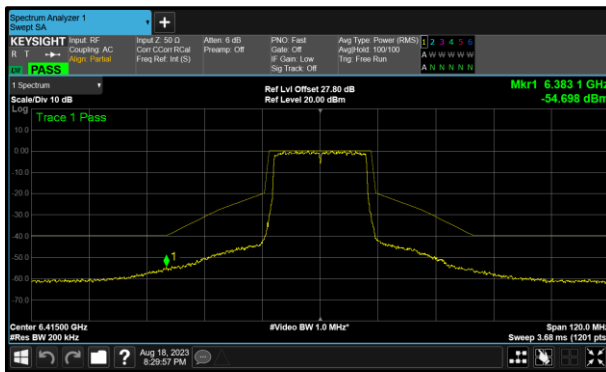 Spectrum Analyzer 1
Swept SA
+
KEYSIGHT Input: RF Input Z: 50 Ω Atten: 6 dB PNO: Fast Avg Type: Power (RMS) 1 2 3 4 5 6
R T Coupling: AC Corr CCorr RCal Preamp: Off Gate: Off Avg|Hold: 100/100 A W W W W W
Align: Partial Freq Ref: Int (S) IF Gain: Low Trig: Free Run
PASS Sig Track: Off A N N N N N
1 Spectrum Ref Lvl Offset 27.80 dB Mkr1 6.383 1 GHz
Scale/Div 10 dB Ref Level 20.00 dBm -54.698 dBm
Log Trace 1 Pass
10.0
0.00
-10.0
-20.0
-30.0
-40.0
-50.0
1
-60.0
-70.0
Center 6.41500 GHz #Video BW 1.0 MHz* Span 120.0 MHz
#Res BW 200 kHz Sweep 3.68 ms (1201 pts)
? Aug 18, 2023
8:29:57 PM